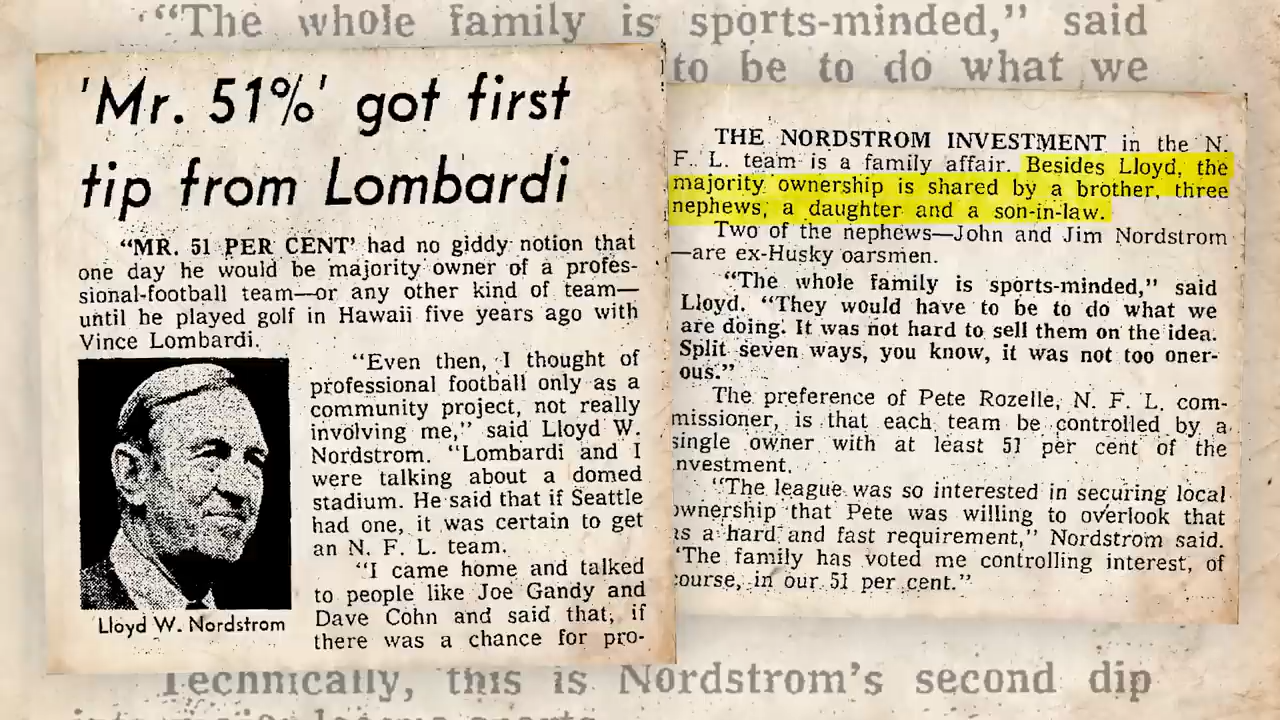 “The whole family is sports-minded,” said
to be to do what we
'Mr. 51%' got first
tip from Lombardi
“MR. 51 PER CENT’ had no giddy notion that
one day he would be majority owner of a profes-
sional-football team—or any other kind of team—
until he played golf in Hawaii five years ago with
Vince Lombardi.
“Even then, I thought of
professional football only as a
community project, not really
involving me,” said Lloyd W.
Nordstrom. “Lombardi and I
were talking about a domed
stadium. He said that if Seattle
had one, it was certain to get
an N. F. L. team.
“I came home and talked
to people like Joe Gandy and
Dave Cohn and said that, if
there was a chance for pro-
Lloyd W. Nordstrom
THE NORDSTROM INVESTMENT in the N.
F. L. team is a family affair. Besides Lloyd, the
majority ownership is shared by a brother, three
nephews, a daughter and a son-in-law.
Two of the nephews—John and Jim Nordstrom
—are ex-Husky oarsmen.
“The whole family is sports-minded,” said
Lloyd. “They would have to be to do what we
are doing. It was not hard to sell them on the idea.
Split seven ways, you know, it was not too oner-
ous.”
The preference of Pete Rozelle, N. F. L. com-
missioner, is that each team be controlled by a
single owner with at least 51 per cent of the
nvestment.
“The league was so interested in securing local
ownership that Pete was willing to overlook that
as a hard and fast requirement,” Nordstrom said.
‘The family has voted me controlling interest, of
course, in our 51 per cent.”
Technically, this is Nordstrom’s second dip